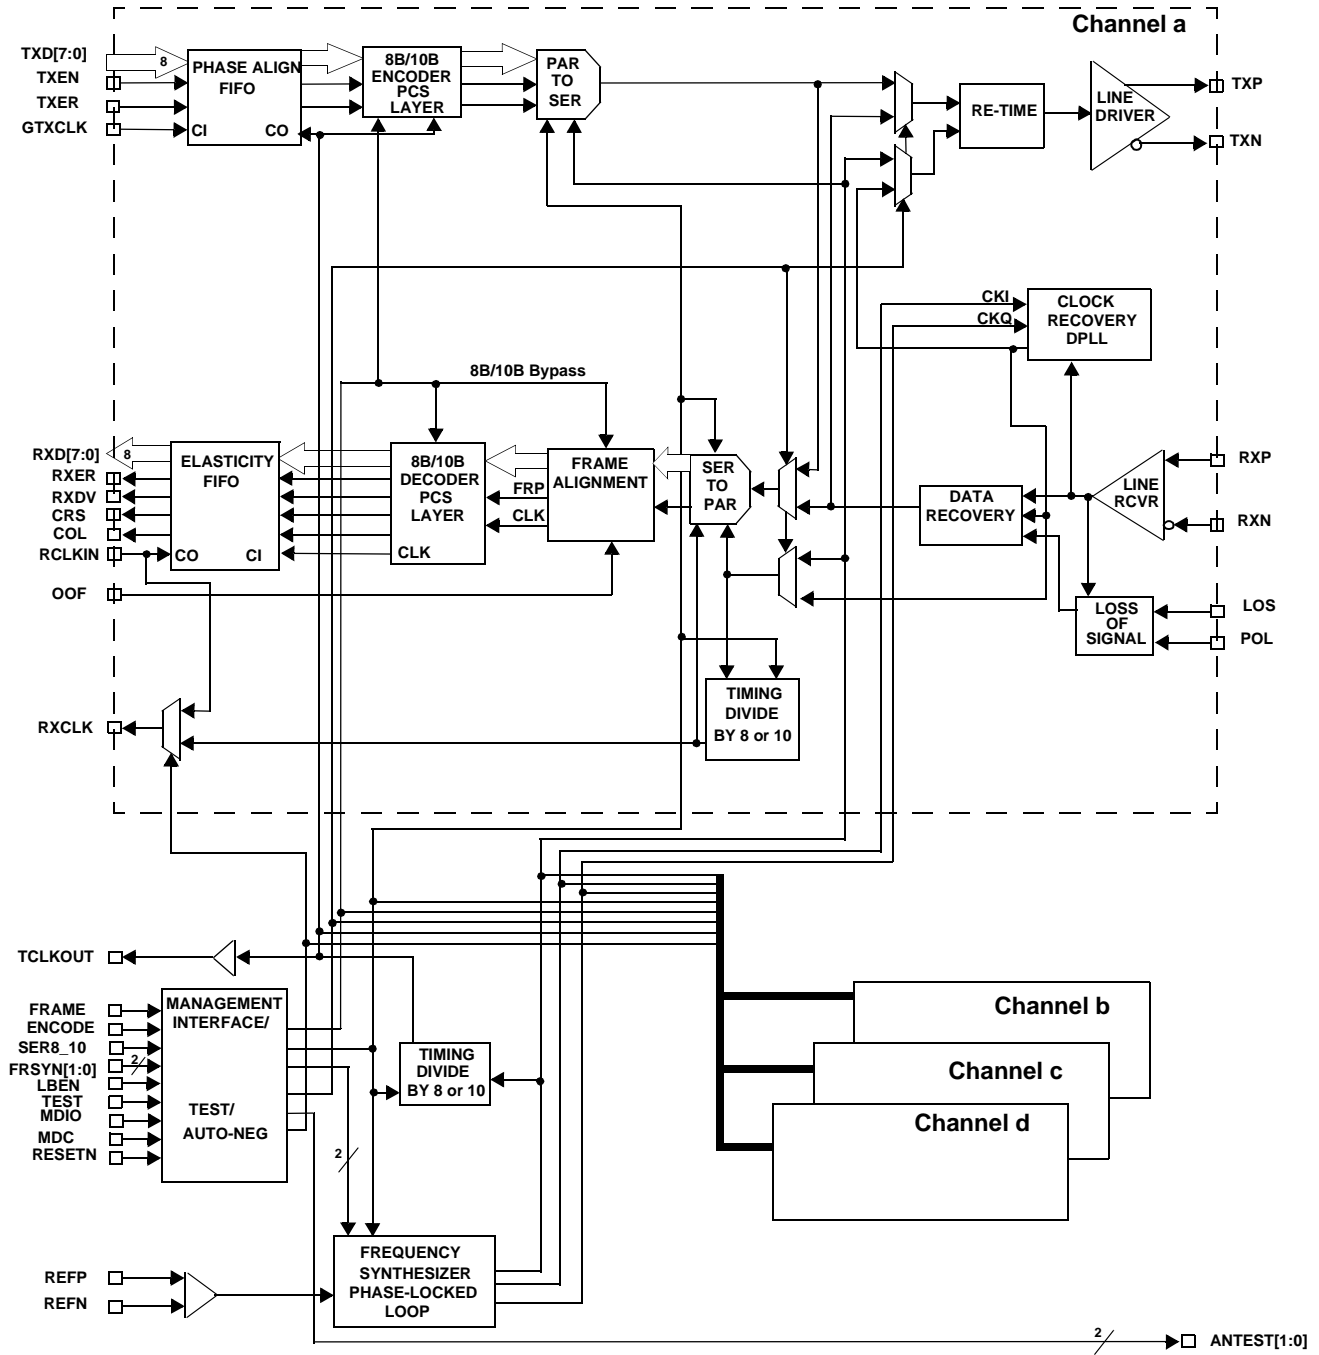 Channel a
TXD[7:0]
8
TXEN
TXER
GTXCLK
PHASE ALIGN
FIFO
CI
CO
8B/10B
ENCODER
PCS
LAYER
PAR
TO
SER
RE-TIME
LINE
DRIVER
TXP
TXN
CKI
CKQ
CLOCK
RECOVERY
DPLL
8B/10B Bypass
RXD[7:0]
8
RXER
RXDV
CRS
COL
RCLKIN
OOF
ELASTICITY
FIFO
CO
CI
8B/10B
DECODER
PCS
LAYER
CLK
FRP
CLK
FRAME
ALIGNMENT
SER
TO
PAR
DATA
RECOVERY
LINE
RCVR
RXP
RXN
LOSS
OF
SIGNAL
LOS
POL
RXCLK
TIMING
DIVIDE
BY 8 or 10
TCLKOUT
FRAME
ENCODE
SER8_10
FRSYN[1:0]
2
LBEN
TEST
MDIO
MDC
RESETN
MANAGEMENT
INTERFACE/
TEST/
AUTO-NEG
TIMING
DIVIDE
BY 8 or 10
2
Channel b
Channel c
Channel d
REFP
REFN
FREQUENCY
SYNTHESIZER
PHASE-LOCKED
LOOP
2
ANTEST[1:0]